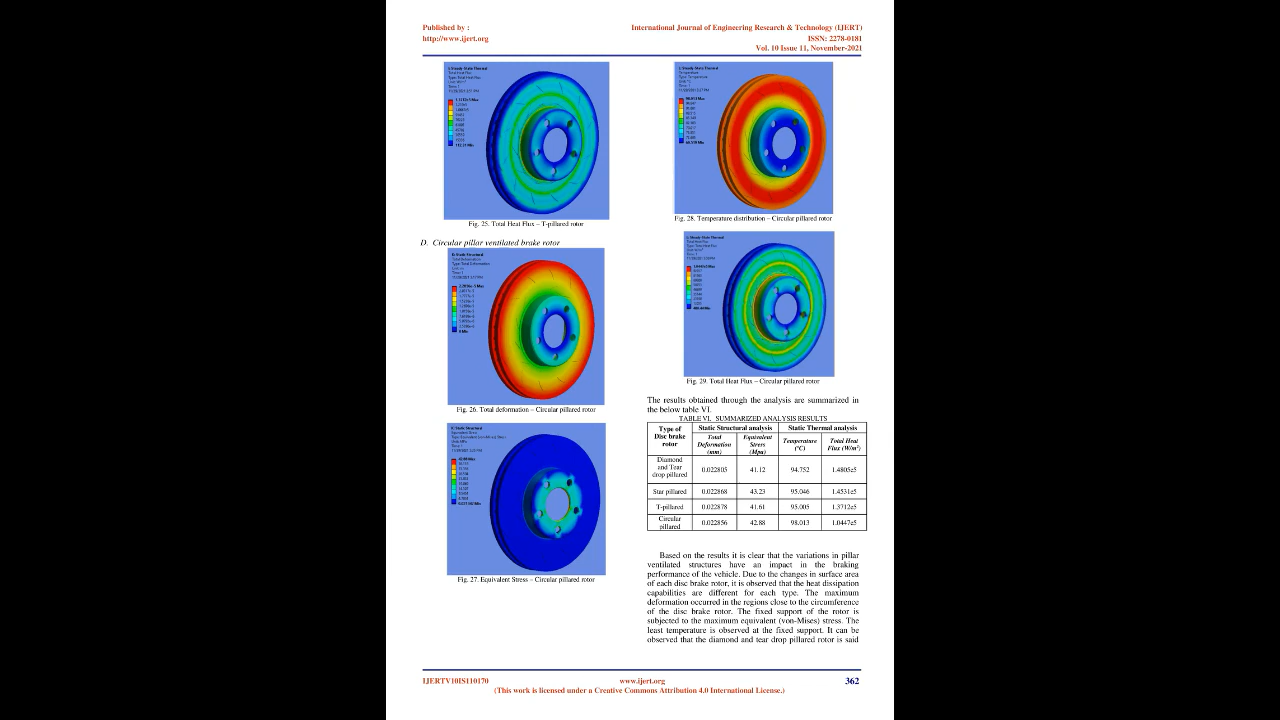 Published by :
http://www.ijert.org
International Journal of Engineering Research & Technology (IJERT)
ISSN: 2278-0181
Vol. 10 Issue 11, November-2021
Fig. 25. Total Heat Flux – T-pillared rotor
D. Circular pillar ventilated brake rotor
Fig. 26. Total deformation – Circular pillared rotor
Fig. 27. Equivalent Stress – Circular pillared rotor
Fig. 28. Temperature distribution – Circular pillared rotor
Fig. 29. Total Heat Flux – Circular pillared rotor
The results obtained through the analysis are summarized in
the below table VI.
TABLE VI. SUMMARIZED ANALYSIS RESULTS
Type of Disc brake rotor Static Structural analysis Static Thermal analysis
Total Deformation (mm) Equivalent Stress (Mpa) Temperature (°C) Total Heat Flux (W/m²)
Diamond and Tear drop pillared 0.022805 41.12 94.752 1.4805e5
Star pillared 0.022868 43.23 95.046 1.4531e5
T-pillared 0.022878 41.61 95.005 1.3712e5
Circular pillared 0.022856 42.88 98.013 1.0447e5
Based on the results it is clear that the variations in pillar
ventilated structures have an impact in the braking
performance of the vehicle. Due to the changes in surface area
of each disc brake rotor, it is observed that the heat dissipation
capabilities are different for each type. The maximum
deformation occurred in the regions close to the circumference
of the disc brake rotor. The fixed support of the rotor is
subjected to the maximum equivalent (von-Mises) stress. The
least temperature is observed at the fixed support. It can be
observed that the diamond and tear drop pillared rotor is said
IJERTV10IS110170
www.ijert.org
362
(This work is licensed under a Creative Commons Attribution 4.0 International License.)